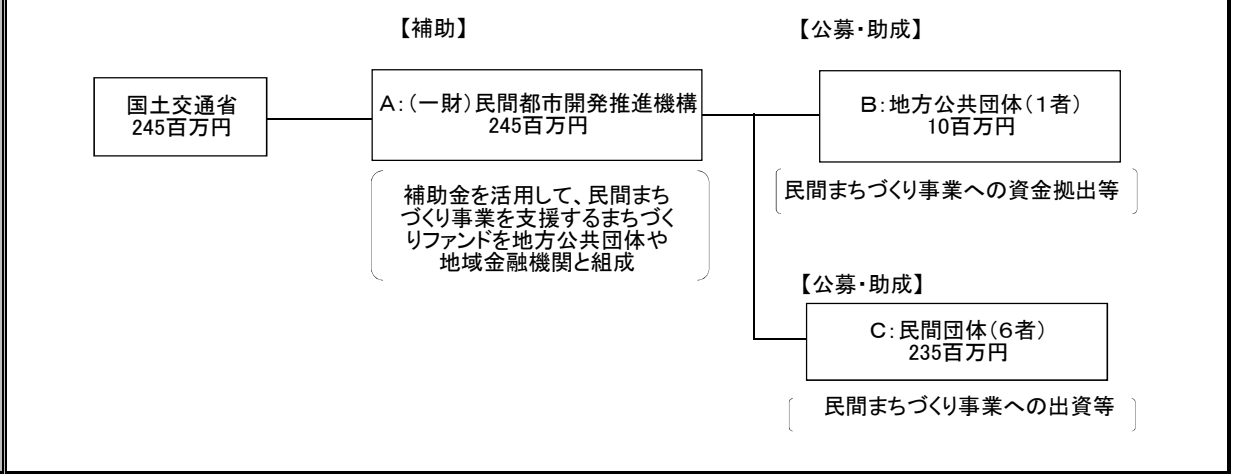 【補助】
【公募・助成】
国土交通省
245百万円
A：（一財）民間都市開発推進機構
245百万円
B：地方公共団体（1者）
10百万円
補助金を活用して、民間まち
づくり事業を支援するまちづく
りファンドを地方公共団体や
地域金融機関と組成
民間まちづくり事業への資金拠出等
【公募・助成】
C：民間団体（6者）
235百万円
民間まちづくり事業への出資等